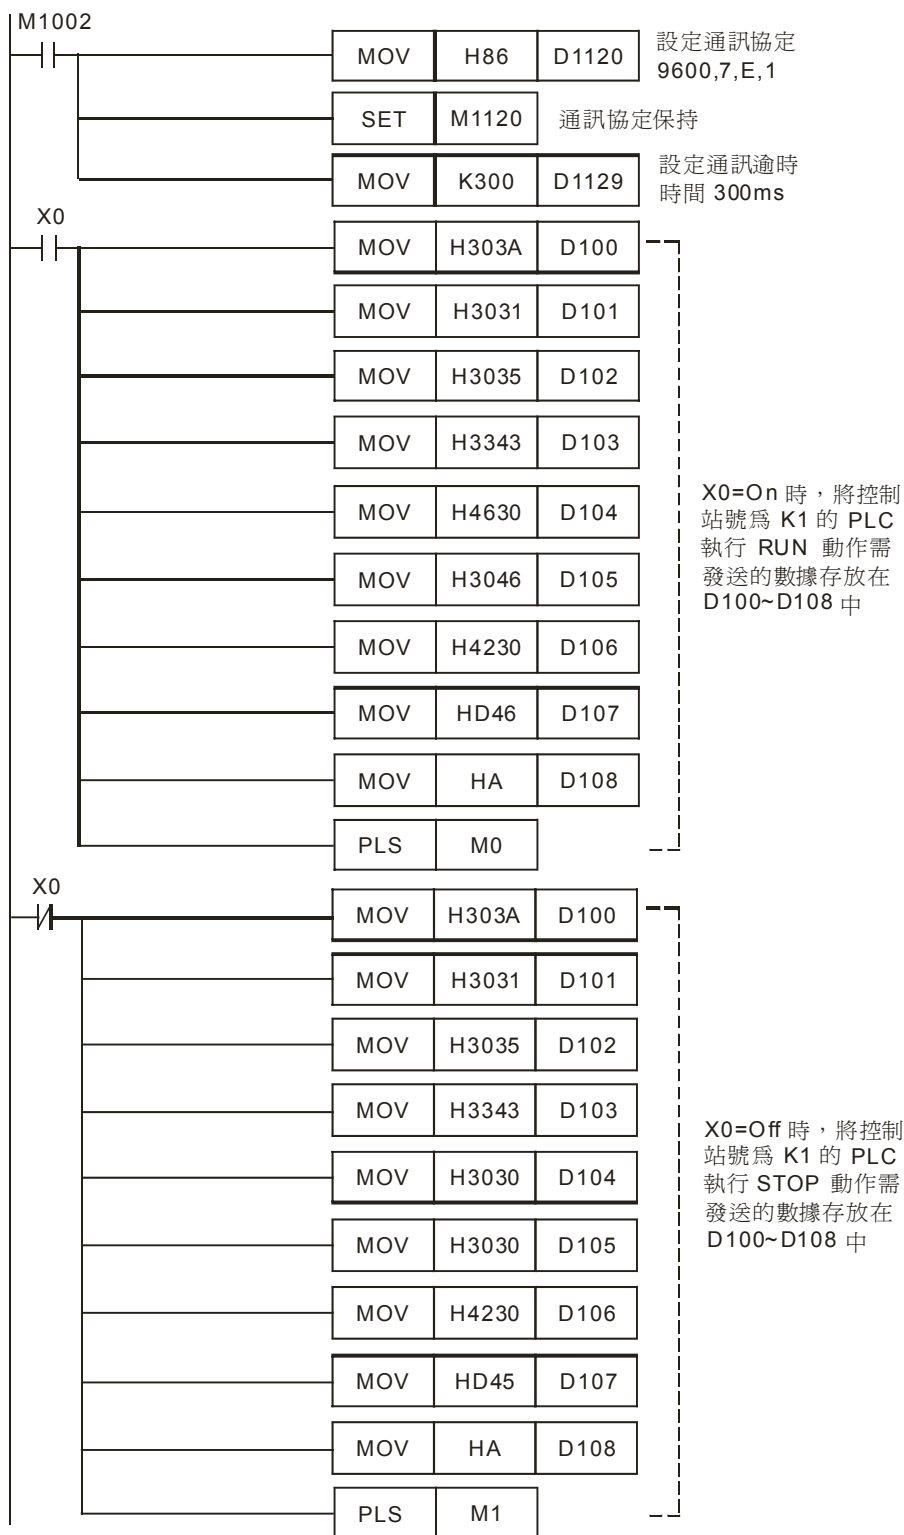 M1002
MOV H86 D1120 設定通訊協定
9600,7,E,1
SET M1120 通訊協定保持
MOV K300 D1129 設定通訊逾時
時間 300ms
X0
MOV H303A D100
MOV H3031 D101
MOV H3035 D102
MOV H3343 D103
MOV H4630 D104
MOV H3046 D105
MOV H4230 D106
MOV HD46 D107
MOV HA D108
PLS M0
X0=On 時，將控制
站號爲 K1 的 PLC
執行 RUN 動作需
發送的數據存放在
D100~D108 中
X0
MOV H303A D100
MOV H3031 D101
MOV H3035 D102
MOV H3343 D103
MOV H3030 D104
MOV H3030 D105
MOV H4230 D106
MOV HD45 D107
MOV HA D108
PLS M1
X0=Off 時，將控制
站號爲 K1 的 PLC
執行 STOP 動作需
發送的數據存放在
D100~D108 中